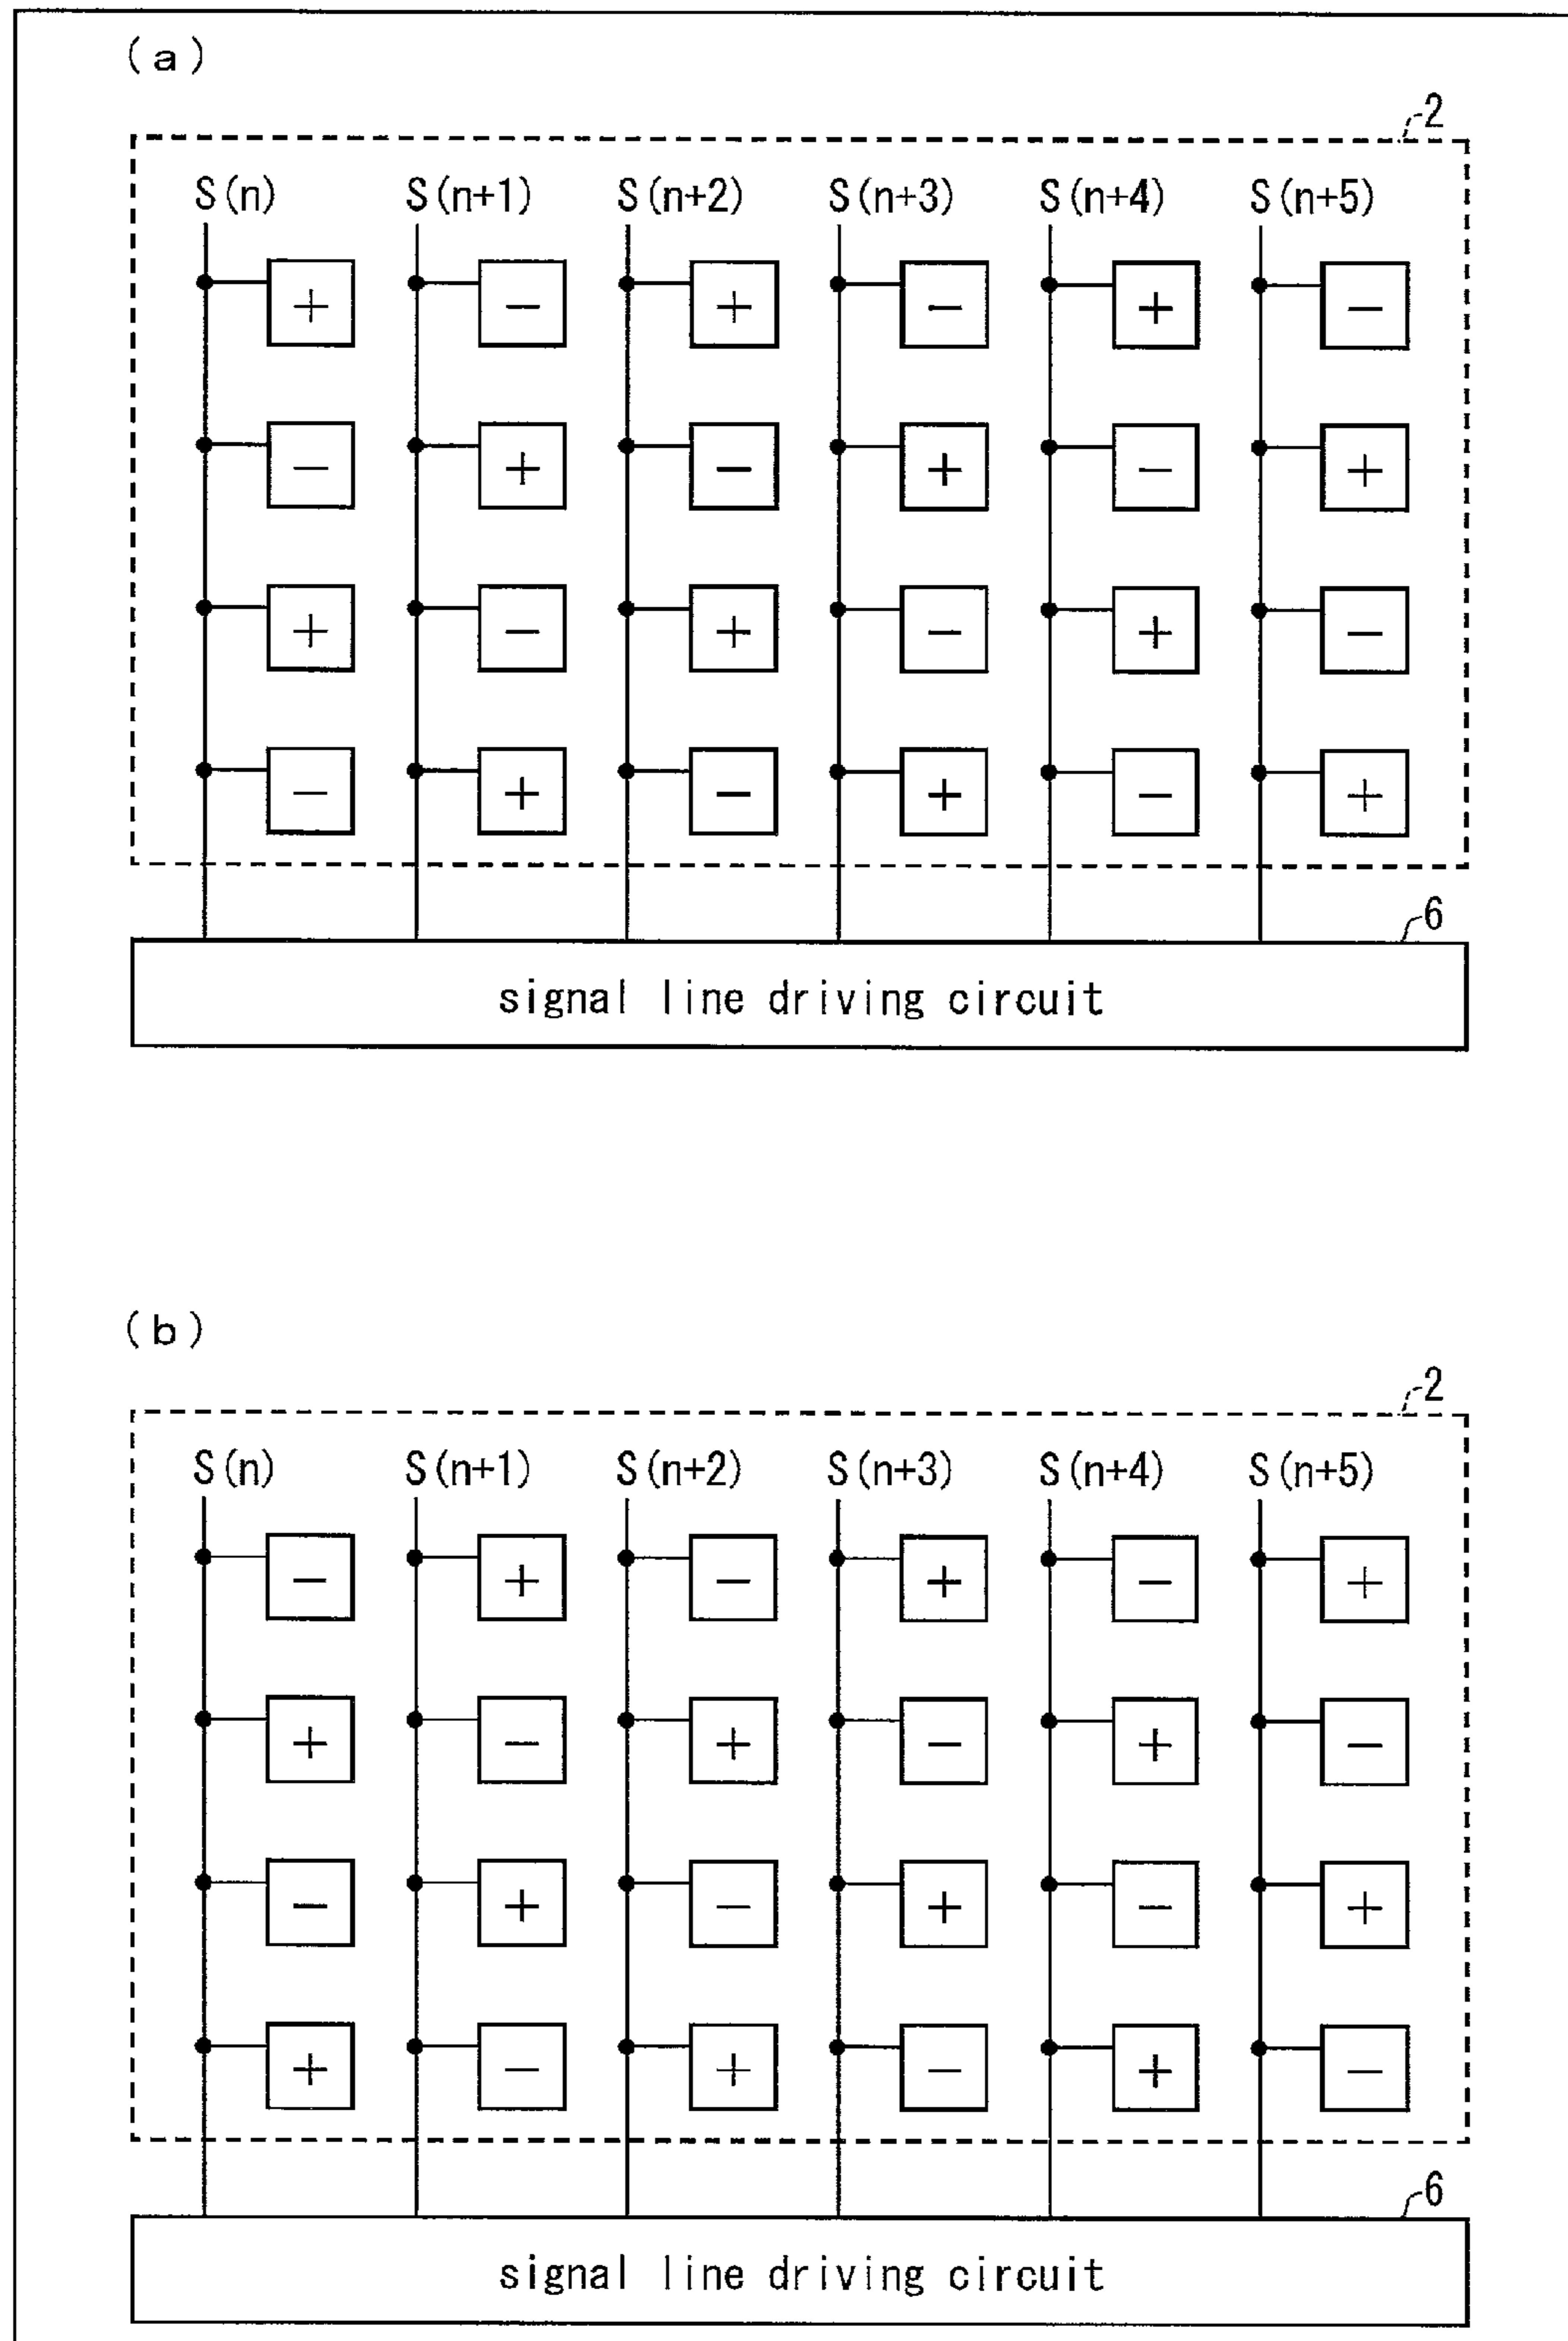 (a)
2
S(n) S(n+1) S(n+2) S(n+3) S(n+4) S(n+5)
+ − + − + −
− + − + − +
+ − + − + −
− + − + − +
6
signal line driving circuit
(b)
2
S(n) S(n+1) S(n+2) S(n+3) S(n+4) S(n+5)
− + − + − +
+ − + − + −
− + − + − +
+ − + − + −
6
signal line driving circuit